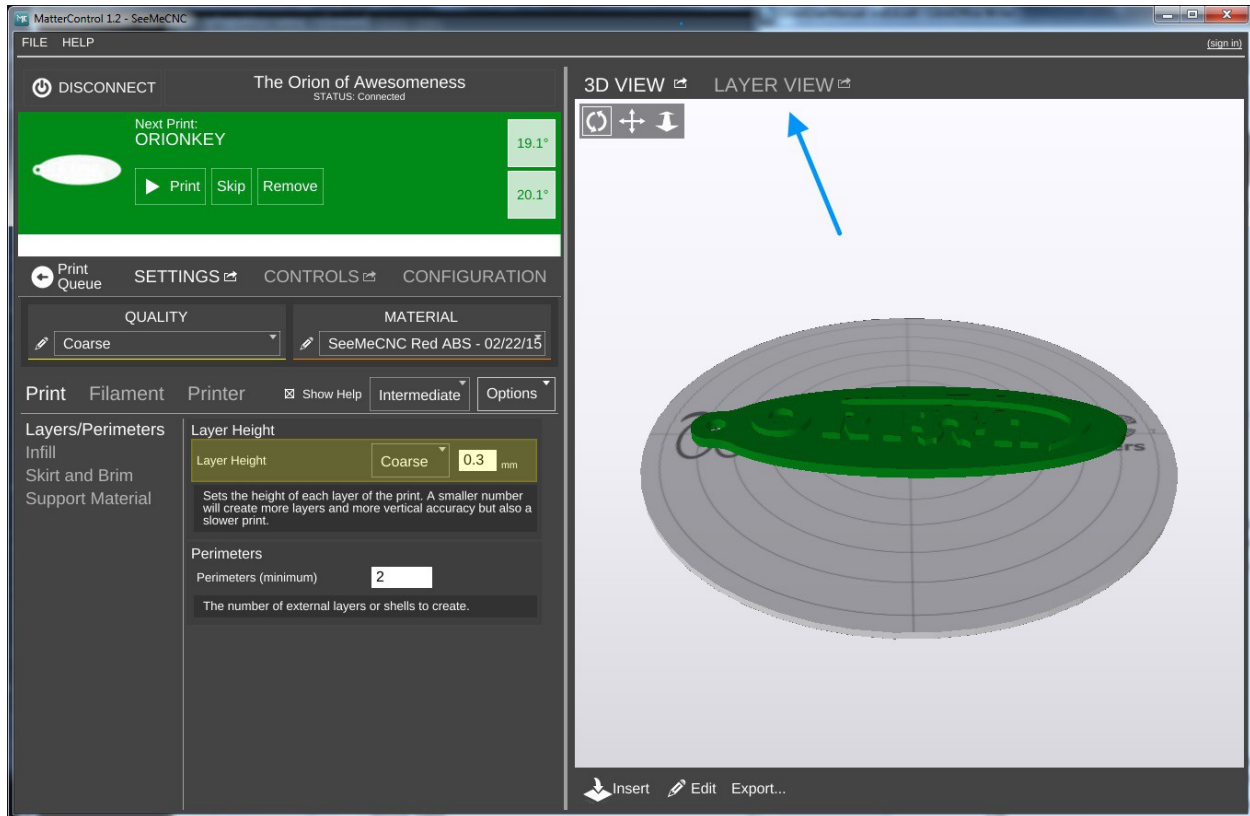 MatterControl 1.2 - SeeMeCNC
FILE HELP
(sign in)
DISCONNECT
The Orion of Awesomeness
STATUS: Connected
Next Print:
ORIONKEY
Print Skip Remove
19.1°
20.1°
Print
Queue
SETTINGS CONTROLS CONFIGURATION
QUALITY
Coarse
MATERIAL
SeeMeCNC Red ABS - 02/22/15
Print Filament Printer
Show Help
Intermediate
Options
Layers/Perimeters
Infill
Skirt and Brim
Support Material
Layer Height
Layer Height Coarse 0.3 mm
Sets the height of each layer of the print. A smaller number
will create more layers and more vertical accuracy but also a
slower print.
Perimeters
Perimeters (minimum) 2
The number of external layers or shells to create.
3D VIEW LAYER VIEW
Insert Edit Export...